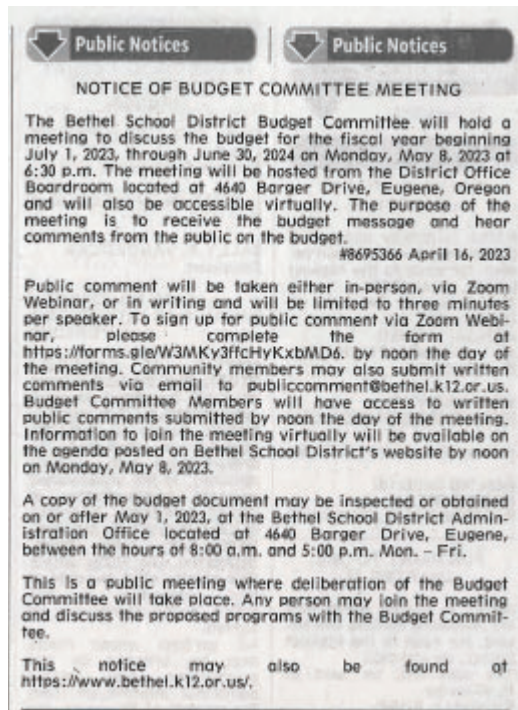 Public Notices
Public Notices
NOTICE OF BUDGET COMMITTEE MEETING
The Bethel School District Budget Committee will hold a
meeting to discuss the budget for the fiscal year beginning
July 1, 2023, through June 30, 2024 on Monday, May 8, 2023 at
6:30 p.m. The meeting will be hosted from the District Office
Boardroom located at 4640 Barger Drive, Eugene, Oregon
and will also be accessible virtually. The purpose of the
meeting is to receive the budget message and hear
comments from the public on the budget.
#8695366 April 16, 2023
Public comment will be taken either in-person, via Zoom
Webinar, or in writing and will be limited to three minutes
per speaker. To sign up for public comment via Zoom Webi-
nar, please complete the form at
https://forms.gle/W3MKy3ffcHyKxbMD6. by noon the day of
the meeting. Community members may also submit written
comments via email to publiccomment@bethel.k12.or.us.
Budget Committee Members will have access to written
public comments submitted by noon the day of the meeting.
Information to join the meeting virtually will be available on
the agenda posted on Bethel School District's website by noon
on Monday, May 8, 2023.
A copy of the budget document may be inspected or obtained
on or after May 1, 2023, at the Bethel School District Admin-
istration Office located at 4640 Barger Drive, Eugene,
between the hours of 8:00 a.m. and 5:00 p.m. Mon. – Fri.
This is a public meeting where deliberation of the Budget
Committee will take place. Any person may join the meeting
and discuss the proposed programs with the Budget Commit-
tee.
This notice may also be found at
https://www.bethel.k12.or.us/.